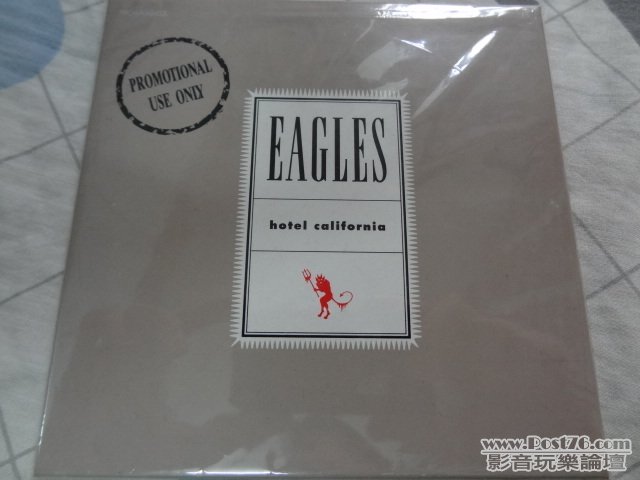 PROMOTIONAL
USE ONLY
EAGLES
hotel california
www.Post76.com
影音玩樂論壇